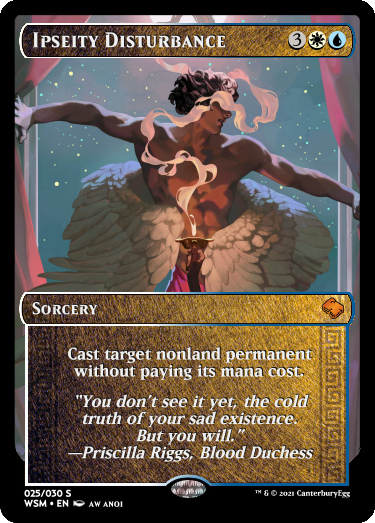 Ipseity Disturbance 3
Sorcery
Cast target nonland permanent
without paying its mana cost.
"You don't see it yet, the cold
truth of your sad existence.
But you will."
—Priscilla Riggs, Blood Duchess
025/030 S
WSM • EN AW ANOI
™ & © 2021 CanterburyEgg